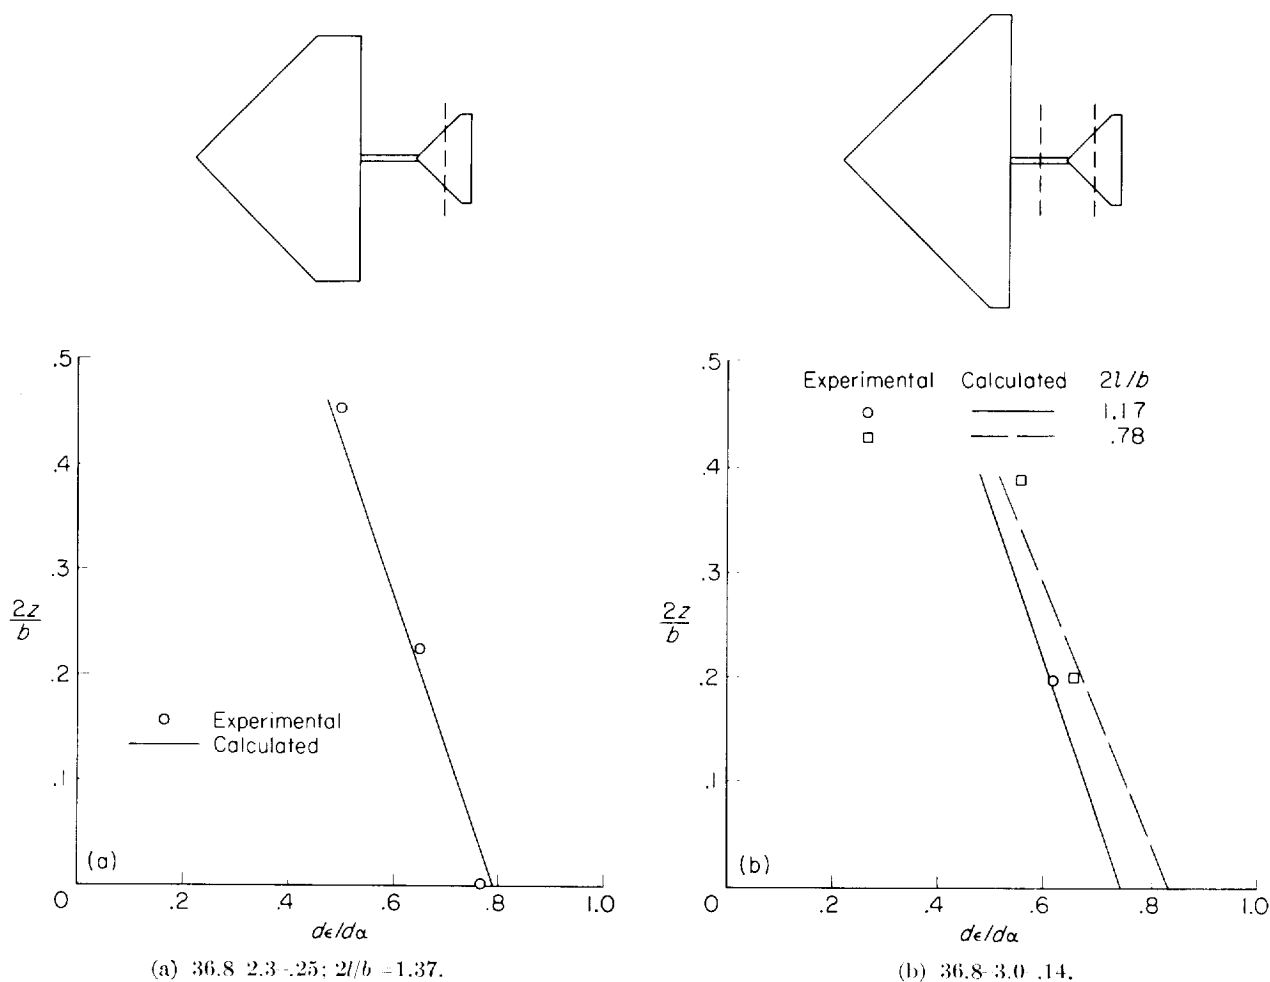 .5
.4
.3
2z/b
.2
.1
○ Experimental
Calculated
(a)
0 .2 .4 .6 .8 1.0
dϵ/dα
(a) 36.8–2.3–.25; 2l/b = 1.37.
.5
Experimental Calculated 2l/b
○ 1.17
□ .78
.4
.3
2z/b
.2
.1
(b)
0 .2 .4 .6 .8 1.0
dϵ/dα
(b) 36.8–3.0–.14.